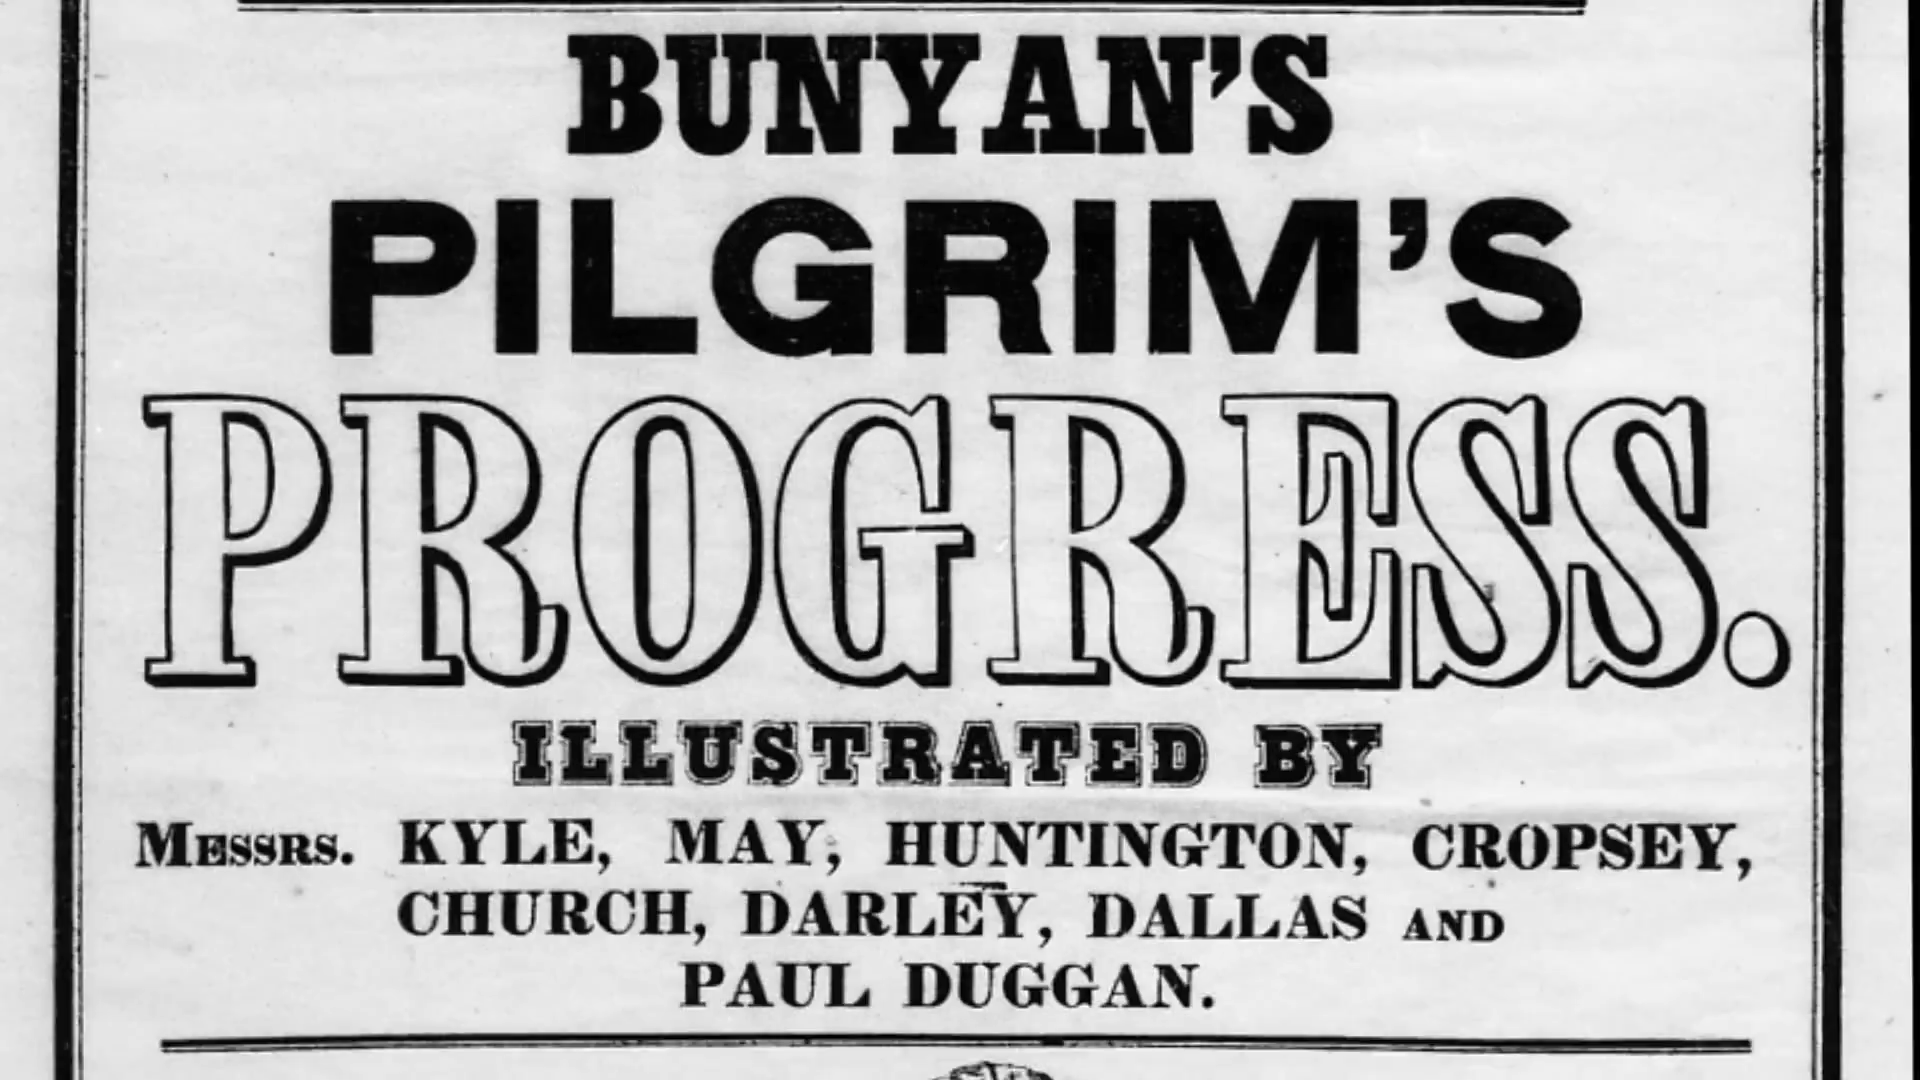 BUNYAN'S
PILGRIM'S
PROGRESS.
ILLUSTRATED BY
MESSRS. KYLE, MAY, HUNTINGTON, CROPSEY,
CHURCH, DARLEY, DALLAS AND
PAUL DUGGAN.